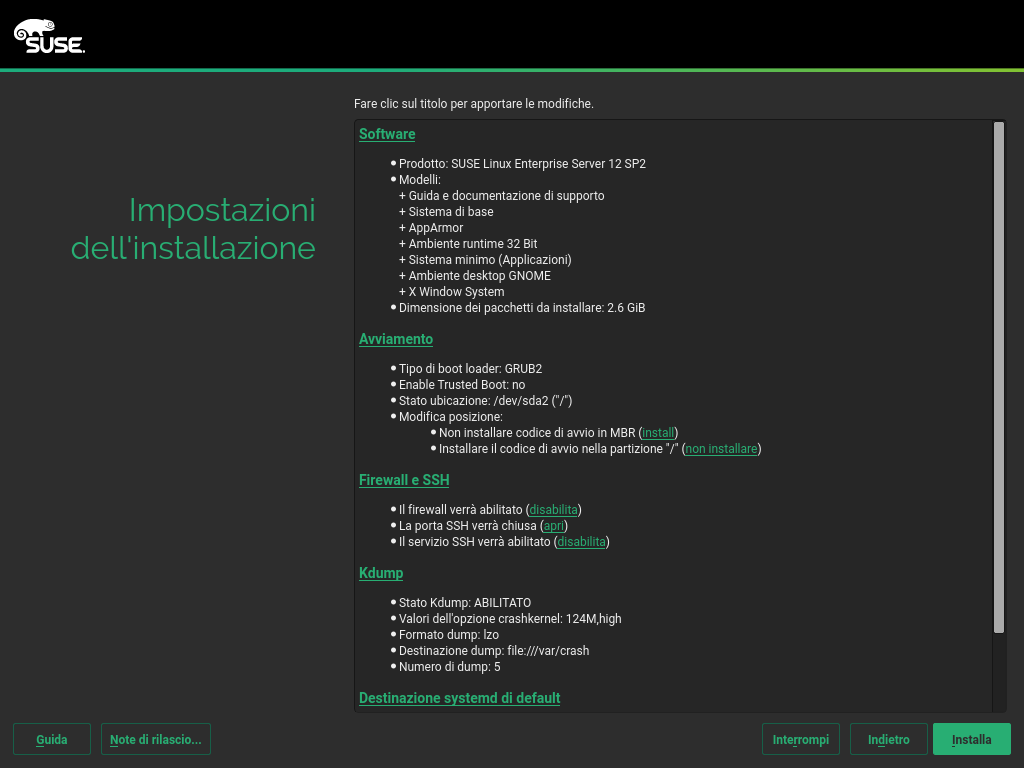 SUSE
Fare clic sul titolo per apportare le modifiche.
Impostazioni
dell'installazione
Software
Prodotto: SUSE Linux Enterprise Server 12 SP2
Modelli:
+ Guida e documentazione di supporto
+ Sistema di base
+ AppArmor
+ Ambiente runtime 32 Bit
+ Sistema minimo (Applicazioni)
+ Ambiente desktop GNOME
+ X Window System
Dimensione dei pacchetti da installare: 2.6 GiB
Avviamento
Tipo di boot loader: GRUB2
Enable Trusted Boot: no
Stato ubicazione: /dev/sda2 ("/")
Modifica posizione:
Non installare codice di avvio in MBR (install)
Installare il codice di avvio nella partizione "/" (non installare)
Firewall e SSH
Il firewall verrà abilitato (disabilita)
La porta SSH verrà chiusa (apri)
Il servizio SSH verrà abilitato (disabilita)
Kdump
Stato Kdump: ABILITATO
Valori dell'opzione crashkernel: 124M,high
Formato dump: lzo
Destinazione dump: file:///var/crash
Numero di dump: 5
Destinazione systemd di default
Guida
Note di rilascio...
Interrompi
Indietro
Installa